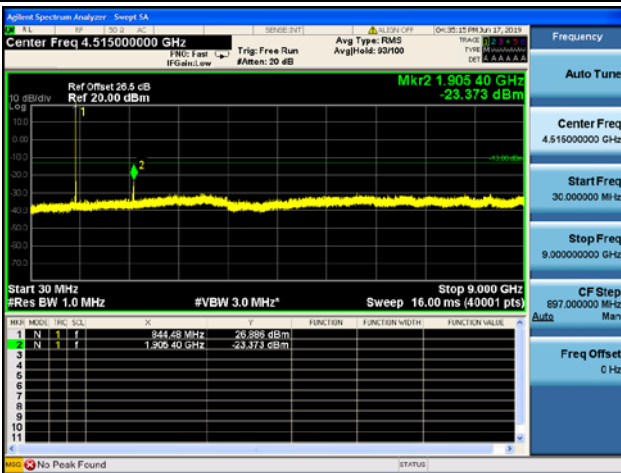 Agilent Spectrum Analyzer - Swept SA
RL RF 50 Ω AC SENSE:INT ALIGN OFF 04:35:15 PM Jun 17, 2019
Center Freq 4.515000000 GHz
PNO: Fast
IFGain:Low
Trig: Free Run
#Atten: 20 dB
Avg Type: RMS
Avg|Hold: 93/100
TRACE 1 2 3 4 5 6
TYPE
DET A A A A A A
Frequency
Auto Tune
Mkr2 1.905 40 GHz
-23.373 dBm
Ref Offset 26.5 dB
Ref 20.00 dBm
10 dB/div
Log
1
2
10.0
0.00
-10.0
-20.0
-30.0
-40.0
-50.0
-60.0
-70.0
-13.00 dBm
Center Freq
4.515000000 GHz
Start Freq
30.000000 MHz
Stop Freq
9.000000000 GHz
CF Step
897.000000 MHz
Auto Man
Freq Offset
0 Hz
Start 30 MHz
#Res BW 1.0 MHz
#VBW 3.0 MHz*
Stop 9.000 GHz
Sweep 16.00 ms (40001 pts)
MKR MODE TRC SCL X Y FUNCTION FUNCTION WIDTH FUNCTION VALUE
1 N 1 f 844.48 MHz 26.886 dBm
2 N 1 f 1.905 40 GHz -23.373 dBm
3
4
5
6
7
8
9
10
11
MSG No Peak Found STATUS